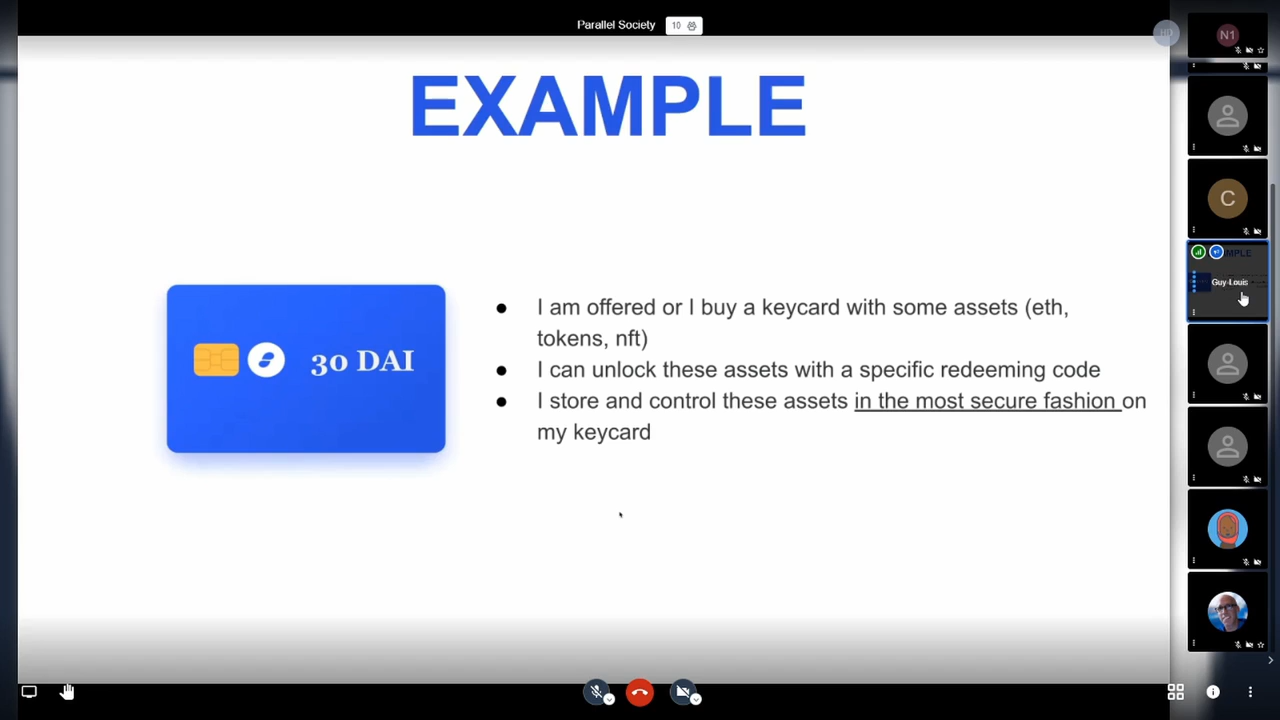 Parallel Society
10
HD
N1
EXAMPLE
C
MPLE
Guy-Louis
30 DAI
● I am offered or I buy a keycard with some assets (eth,
tokens, nft)
● I can unlock these assets with a specific redeeming code
● I store and control these assets in the most secure fashion on
my keycard